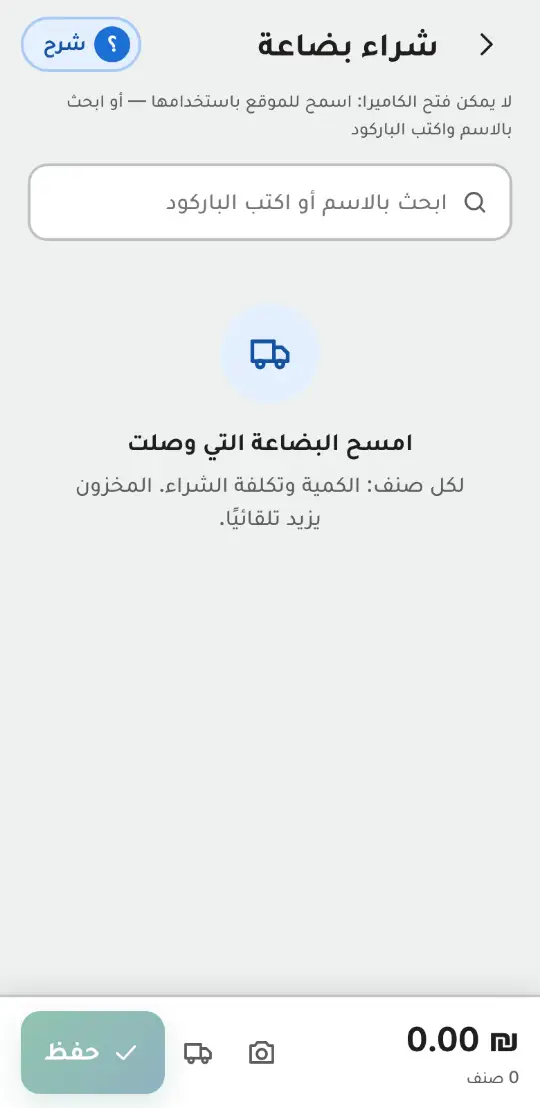 شراء بضاعة
؟ شرح
لا يمكن فتح الكاميرا: اسمح للموقع باستخدامها — أو ابحث
بالاسم واكتب الباركود
ابحث بالاسم أو اكتب الباركود
امسح البضاعة التي وصلت
لكل صنف: الكمية وتكلفة الشراء. المخزون
يزيد تلقائيًا.
₪ 0.00
0 صنف
حفظ